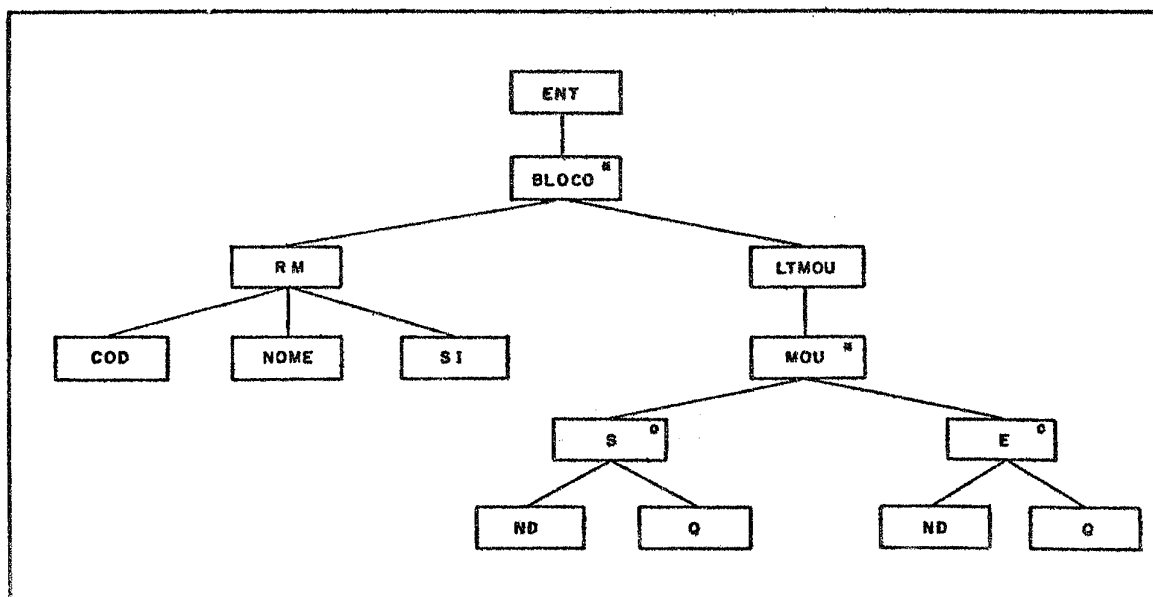 ENT
BLOCO *
RM
LTMOU
COD
NOME
SI
MOU *
S o
E o
ND
Q
ND
Q